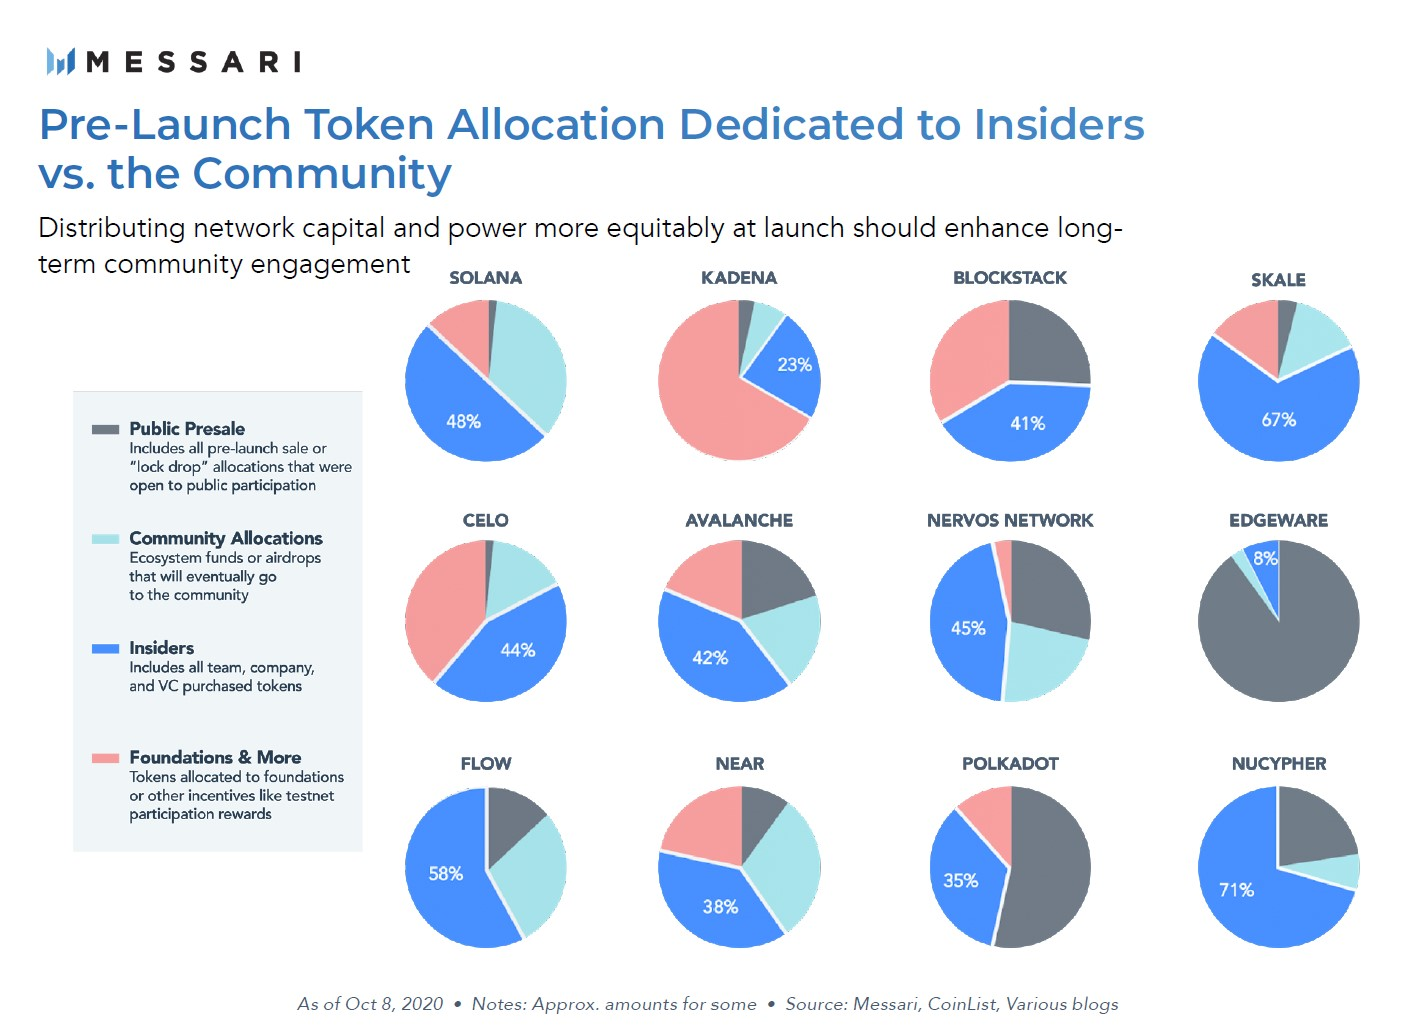 MESSARI
Pre-Launch Token Allocation Dedicated to Insiders
vs. the Community
Distributing network capital and power more equitably at launch should enhance long-
term community engagement
Public Presale
Includes all pre-launch sale or
“lock drop” allocations that were
open to public participation
Community Allocations
Ecosystem funds or airdrops
that will eventually go
to the community
Insiders
Includes all team, company,
and VC purchased tokens
Foundations & More
Tokens allocated to foundations
or other incentives like testnet
participation rewards
SOLANA
48%
KADENA
23%
BLOCKSTACK
41%
SKALE
67%
CELO
44%
AVALANCHE
42%
NERVOS NETWORK
45%
EDGEWARE
8%
FLOW
58%
NEAR
38%
POLKADOT
35%
NUCYPHER
71%
As of Oct 8, 2020 • Notes: Approx. amounts for some • Source: Messari, CoinList, Various blogs